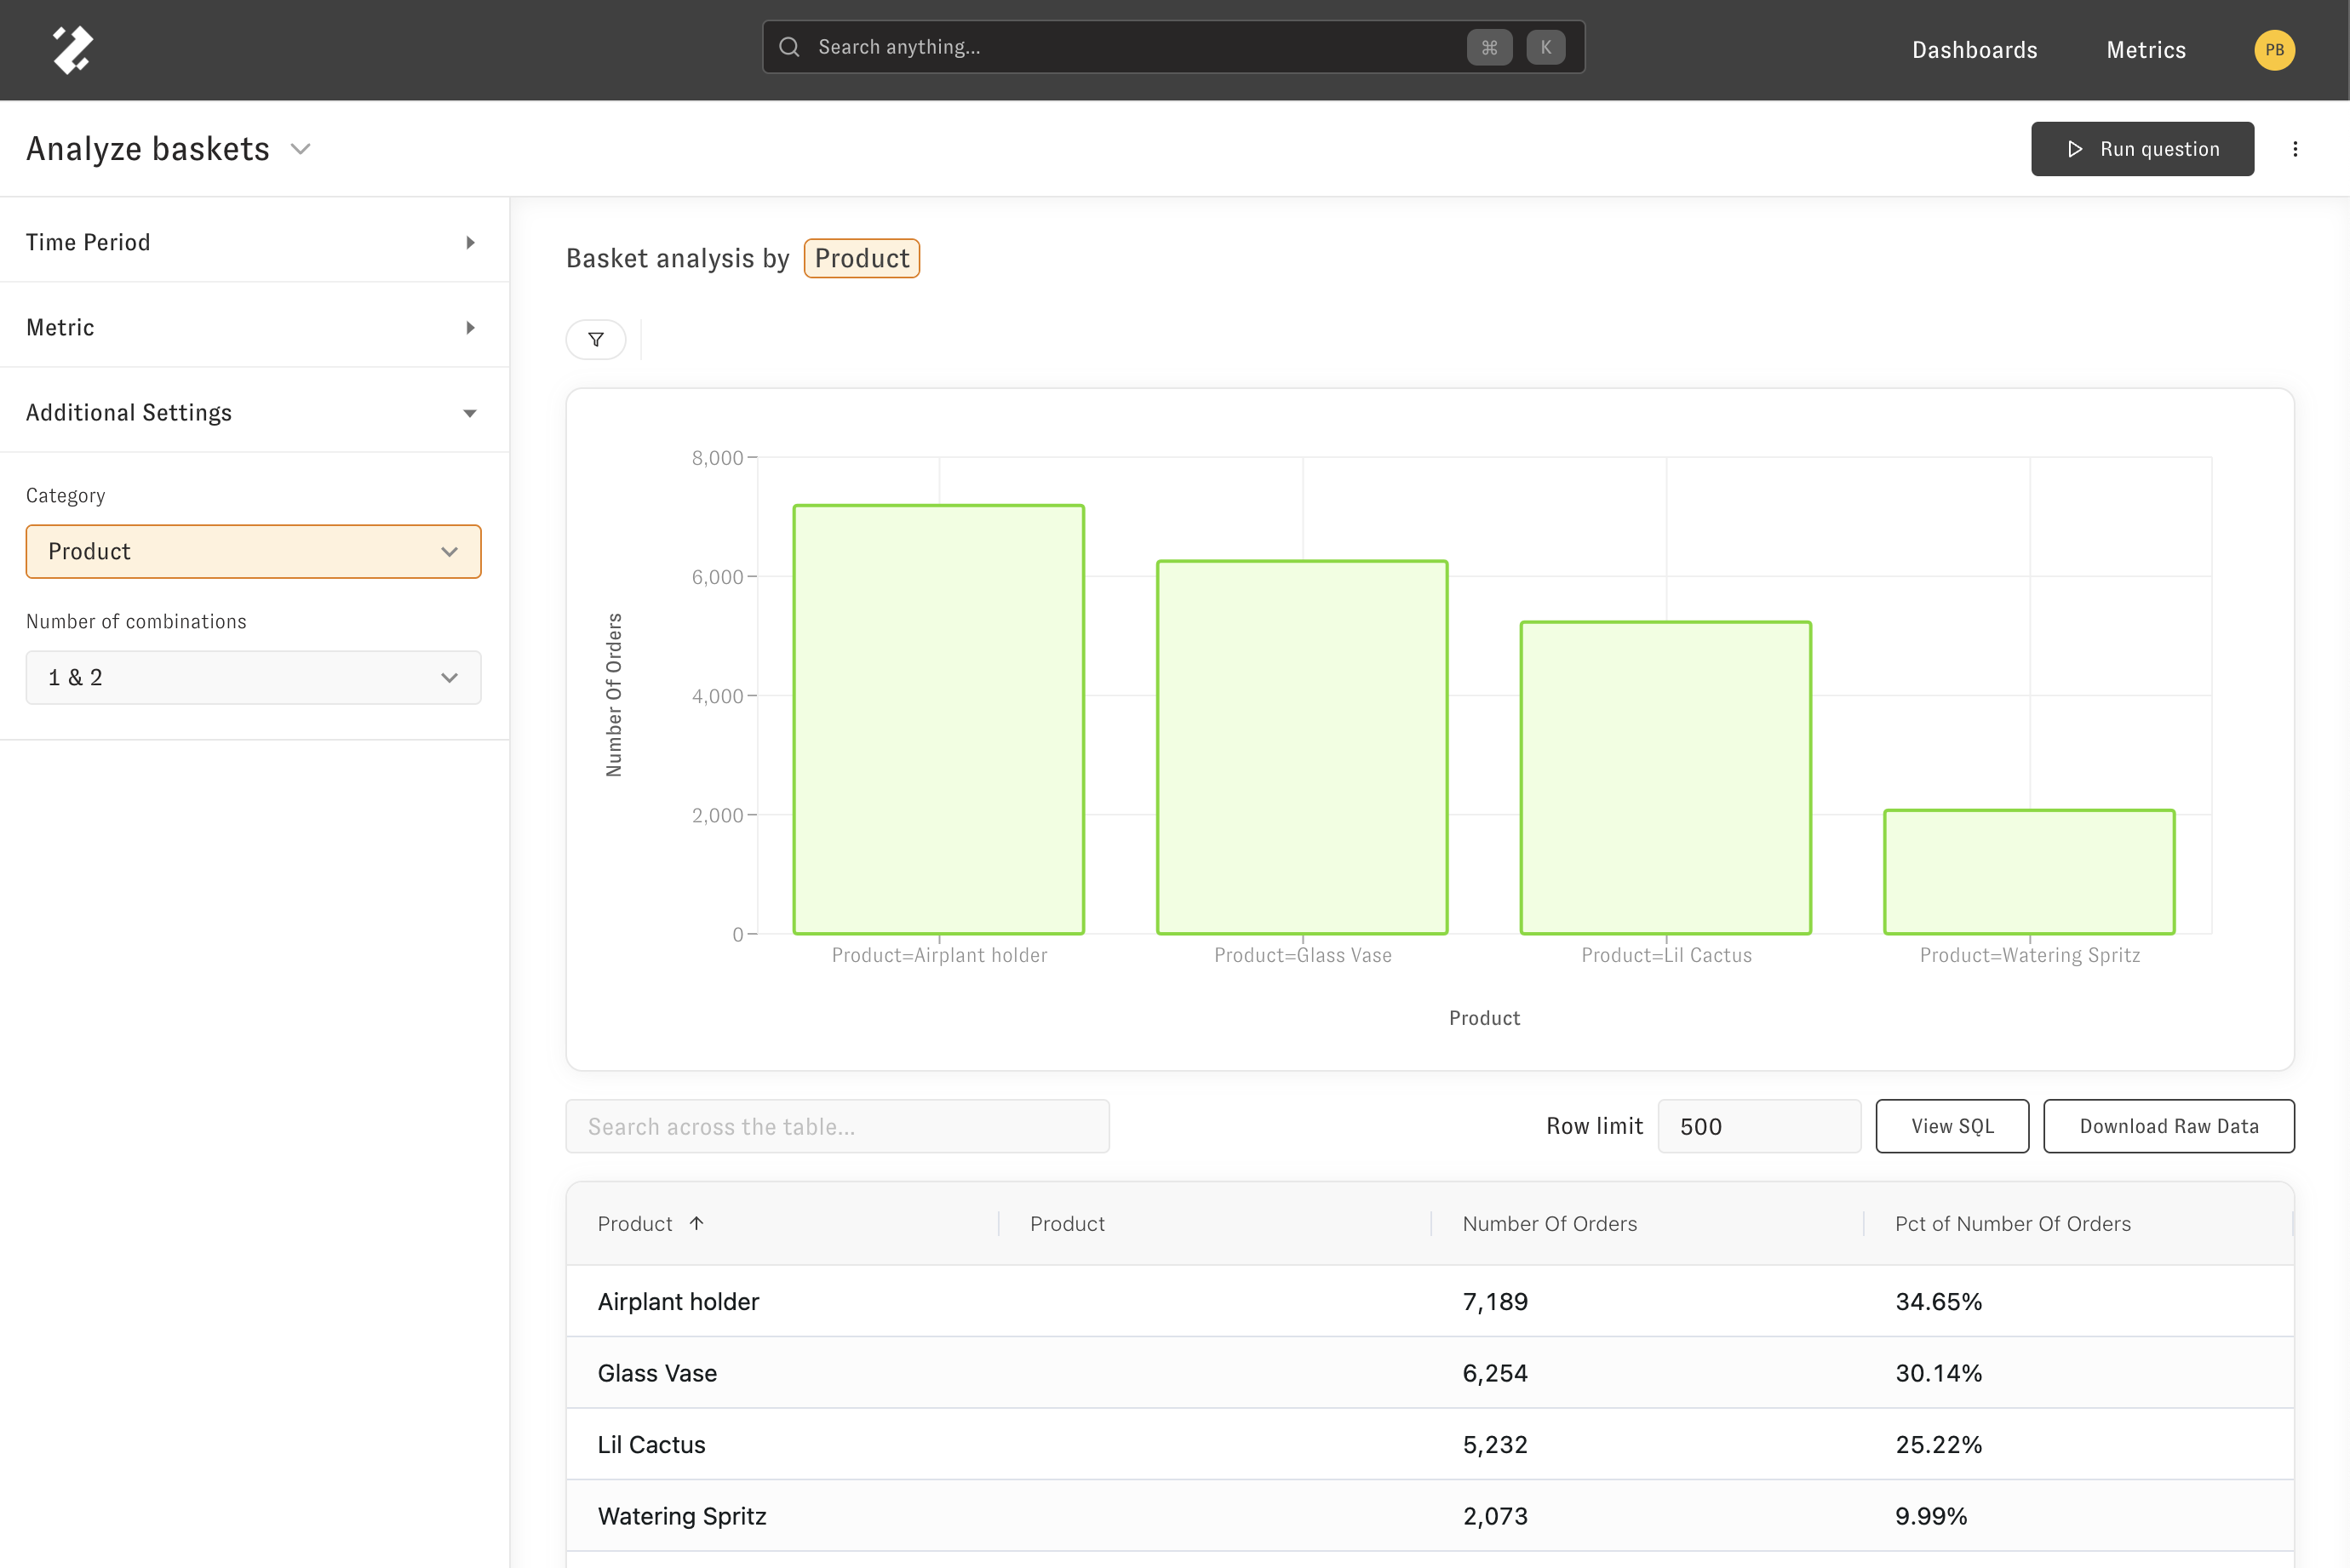 Search anything...
⌘ K
Dashboards
Metrics
PB
Analyze baskets
Run question
Time Period
Metric
Additional Settings
Category
Product
Number of combinations
1 & 2
Basket analysis by Product
8,000
6,000
4,000
2,000
0
Number Of Orders
Product=Airplant holder
Product=Glass Vase
Product=Lil Cactus
Product=Watering Spritz
Product
Search across the table...
Row limit
500
View SQL
Download Raw Data
Product Product Number Of Orders Pct of Number Of Orders
Airplant holder 7,189 34.65%
Glass Vase 6,254 30.14%
Lil Cactus 5,232 25.22%
Watering Spritz 2,073 9.99%